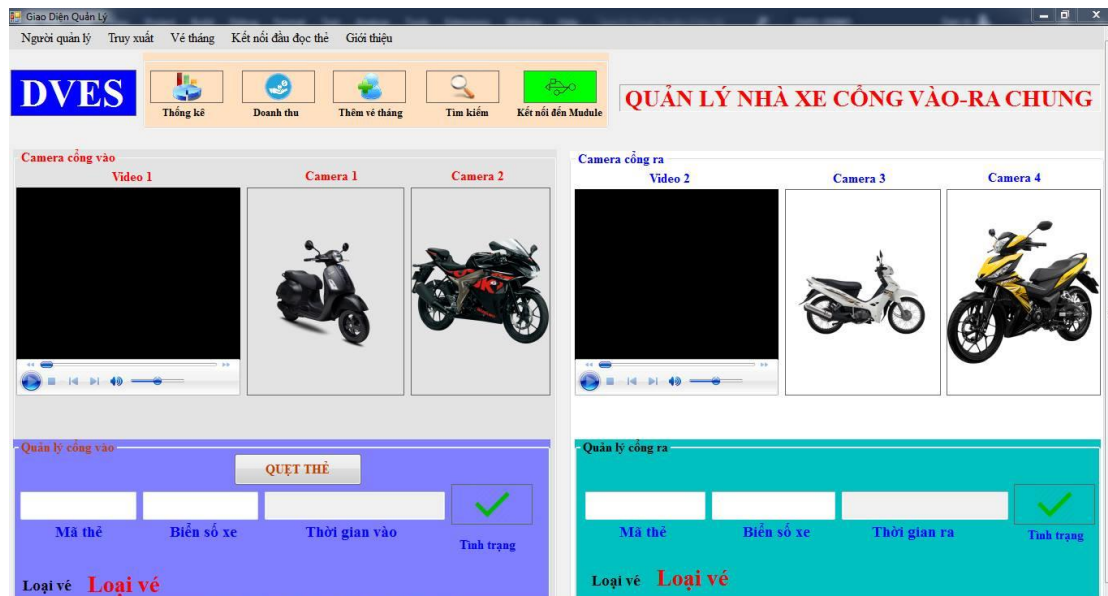 Giao Diện Quản Lý
Người quản lý Truy xuất Vé tháng Kết nối đầu đọc thẻ Giới thiệu
DVES
Thống kê Doanh thu Thêm vé tháng Tìm kiếm Kết nối đến Mudule
QUẢN LÝ NHÀ XE CỔNG VÀO-RA CHUNG
Camera cổng vào
Video 1 Camera 1 Camera 2
Camera cổng ra
Video 2 Camera 3 Camera 4
Quản lý cổng vào
QUẸT THẺ
Mã thẻ Biển số xe Thời gian vào Tình trạng
Loại vé Loại vé
Quản lý cổng ra
Mã thẻ Biển số xe Thời gian ra Tình trạng
Loại vé Loại vé